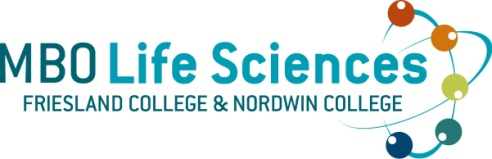 MBO Life Sciences
FRIESLAND COLLEGE & NORDWIN COLLEGE